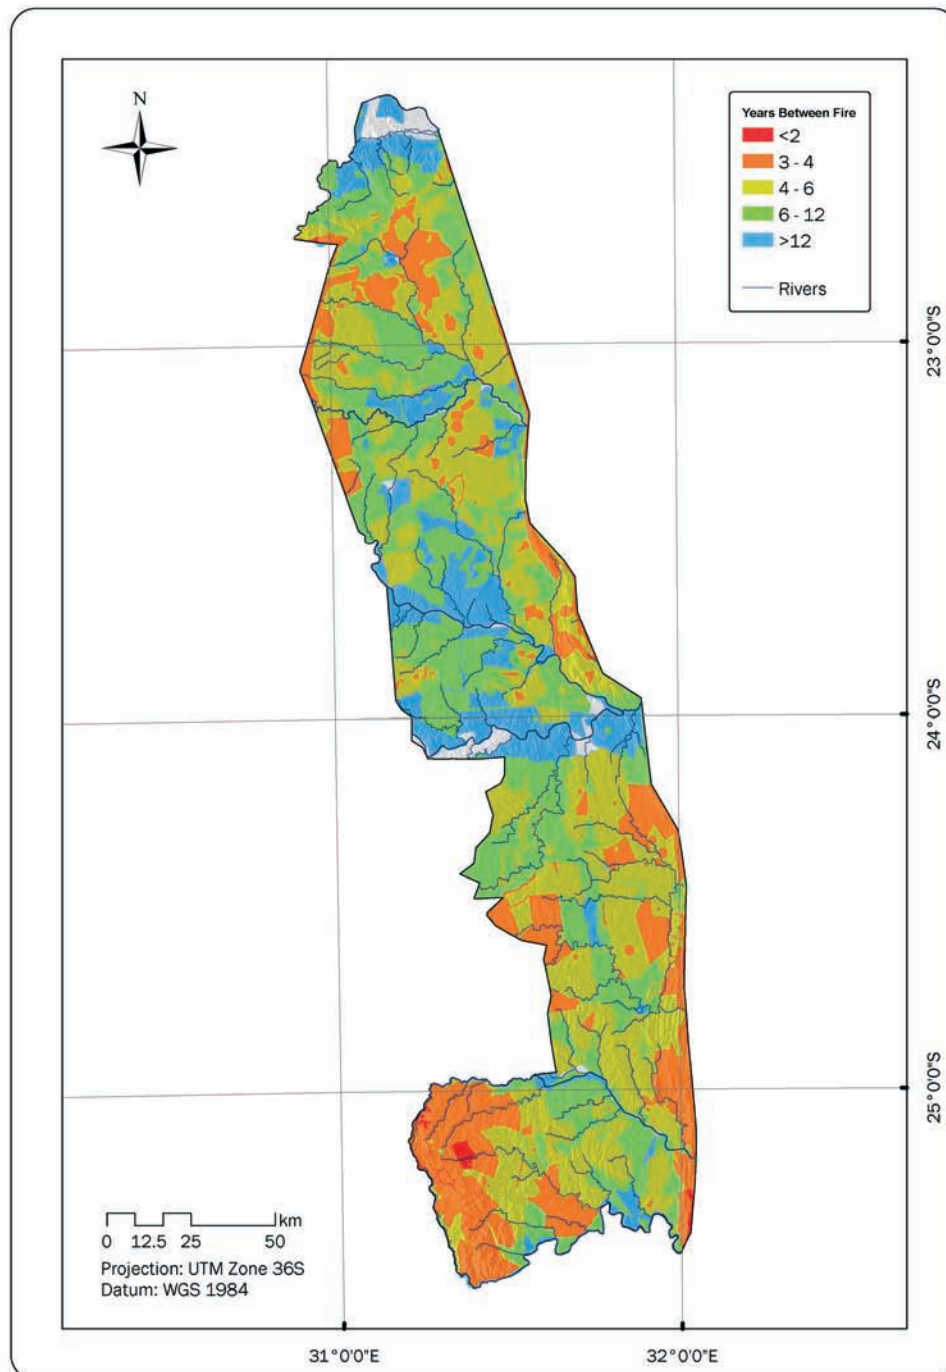 N
Years Between Fire
<2
3 - 4
4 - 6
6 - 12
>12
Rivers
23°0'0"S
24°0'0"S
25°0'0"S
km
0 12.5 25 50
Projection: UTM Zone 36S
Datum: WGS 1984
31°0'0"E 32°0'0"E